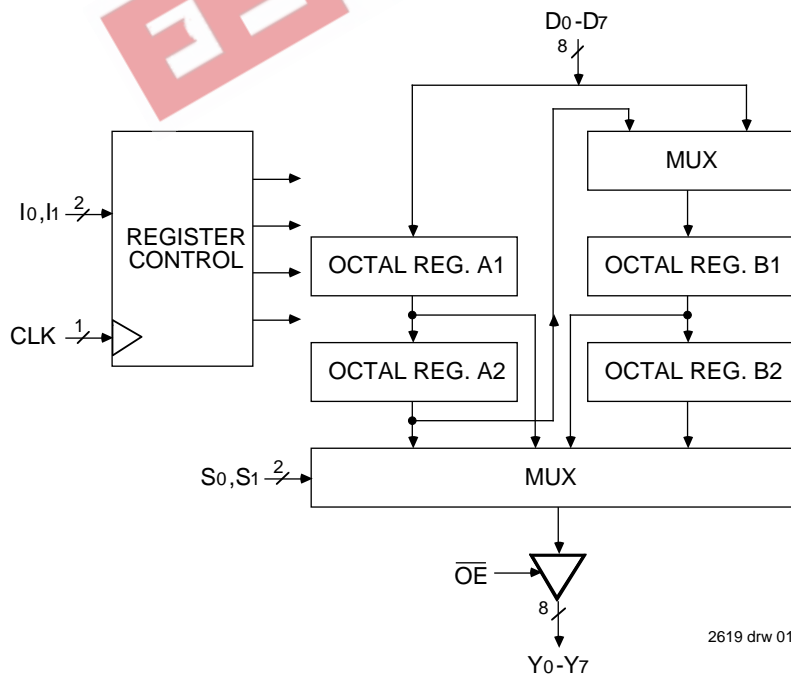 D0-D7
8
MUX
I0,I1
2
REGISTER
CONTROL
CLK
1
OCTAL REG. A1
OCTAL REG. B1
OCTAL REG. A2
OCTAL REG. B2
S0,S1
2
MUX
OE
8
Y0-Y7
2619 drw 01